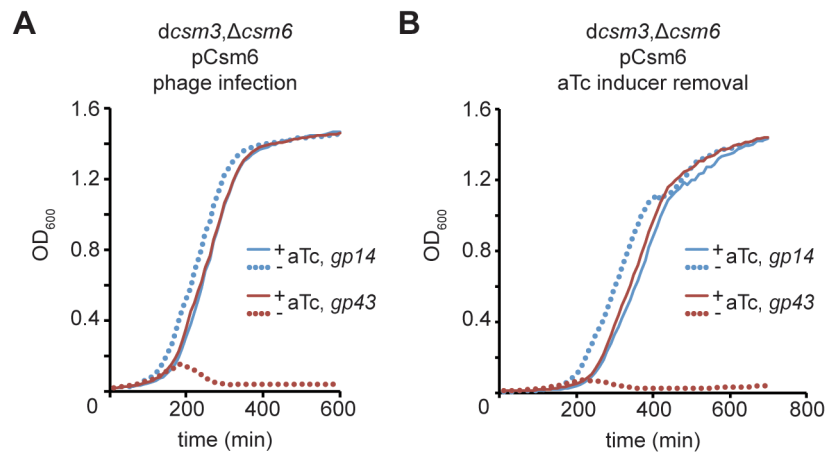 A
dcsm3,Δcsm6
pCsm6
phage infection
OD600
1.6
1.2
0.8
0.4
0
200
400
600
time (min)
+ aTc, gp14
-
+ aTc, gp43
-
B
dcsm3,Δcsm6
pCsm6
aTc inducer removal
OD600
1.6
1.2
0.8
0.4
0
200
400
600
800
time (min)
+ aTc, gp14
-
+ aTc, gp43
-